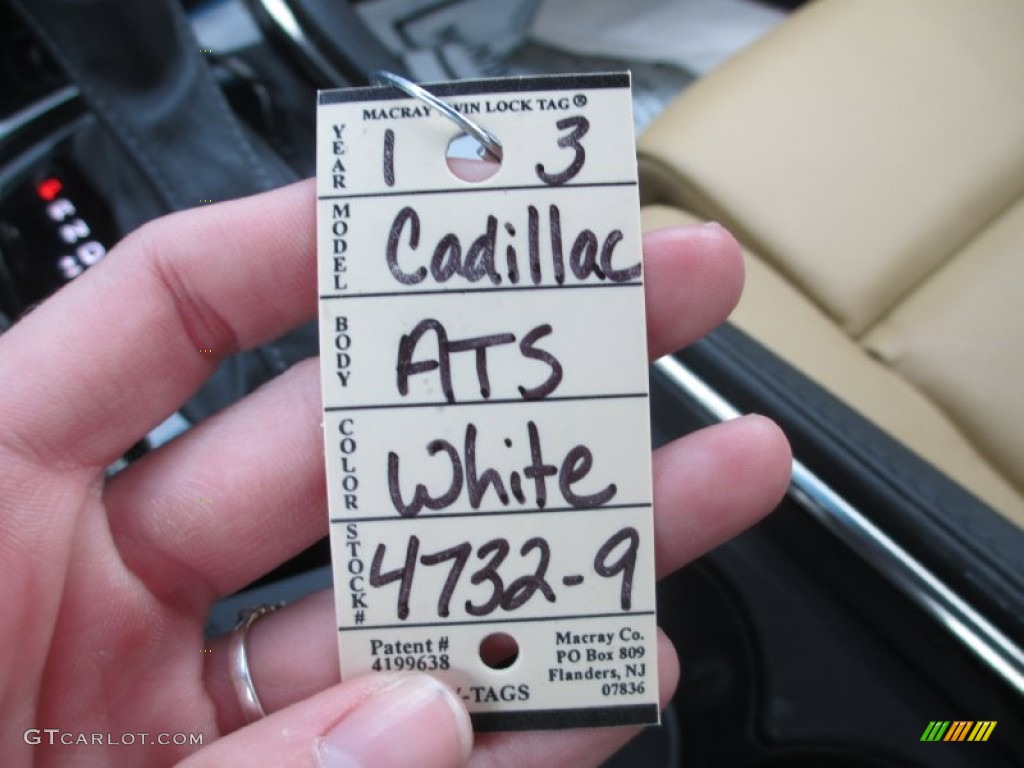 MACRAY TWIN LOCK TAG®
YEAR 1 3
MODEL Cadillac
BODY ATS
COLOR White
STOCK# 4732-9
Patent #
4199638
Macray Co.
PO Box 809
Flanders, NJ
07836
-TAGS
GTCARLOT.COM